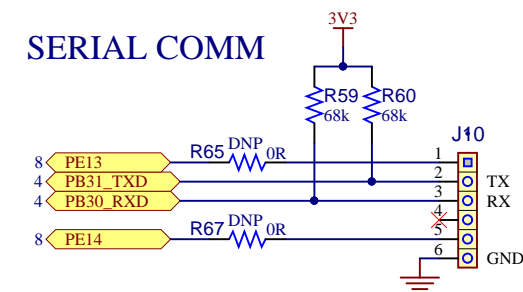 3V3
SERIAL COMM
R59 R60
68k 68k
J10
R65 DNP 0R
8 PE13 1
4 PB31_TXD 2 TX
4 PB30_RXD 3 RX
4
R67 DNP 0R
8 PE14 5
6 GND